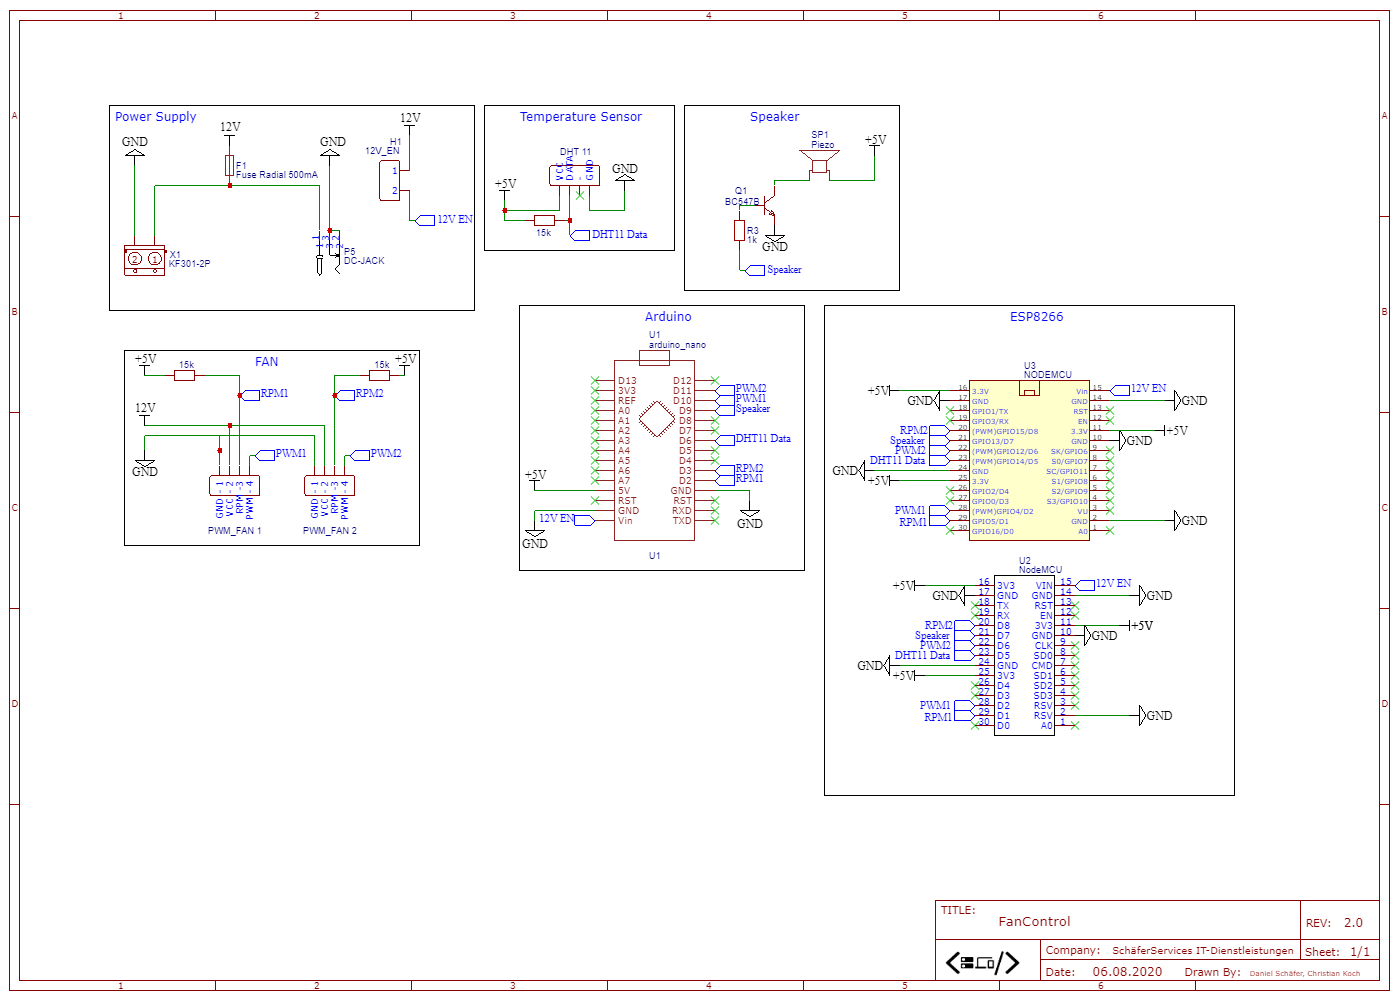 1 2 3 4 5 6
A A
B B
C C
D D
Power Supply
GND
12V
F1
Fuse Radial 500mA
GND
12V
H1
12V_EN
1
2
12V EN
X1
KF301-2P
2 1
1 3 2
3 2
P5
DC-JACK
Temperature Sensor
DHT 11
VCC
DATA
-
GND
+5V
GND
15k
DHT11 Data
Speaker
SP1
Piezo
+5V
Q1
BC547B
R3
1k
GND
Speaker
FAN
+5V
15k
RPM1
15k
+5V
RPM2
12V
GND
PWM1
PWM2
GND - 1
VCC - 2
RPM -3
PWM - 4
PWM_FAN 1
GND - 1
VCC - 2
RPM -3
PWM - 4
PWM_FAN 2
Arduino
U1
arduino_nano
D13 D12
3V3 D11 PWM2
REF D10 PWM1
A0 D9 Speaker
A1 D8
A2 D7
A3 D6 DHT11 Data
A4 D5
A5 D4
A6 D3 RPM2
A7 D2 RPM1
+5V
5V GND
RST RST
GND RXD
12V EN Vin TXD
GND
GND
U1
ESP8266
U3
NODEMCU
+5V 16 3.3V Vin 15 12V EN
GND 17 GND GND 14 GND
18 GPIO1/TX RST 13
19 GPIO3/RX EN 12
RPM2 20 (PWM)GPIO15/D8 3.3V 11 +5V
Speaker 21 GPIO13/D7 GND 10 GND
PWM2 22 (PWM)GPIO12/D6 SK/GPIO6 9
DHT11 Data 23 (PWM)GPIO14/D5 S0/GPIO7 8
GND 24 GND SC/GPIO11 7
+5V 25 3.3V S1/GPIO8 6
26 GPIO2/D4 S2/GPIO9 5
27 GPIO0/D3 S3/GPIO10 4
PWM1 28 (PWM)GPIO4/D2 VU 3
RPM1 29 GPIO5/D1 GND 2 GND
30 GPIO16/D0 A0 1
U2
NodeMCU
+5V 16 3V3 VIN 15 12V EN
GND 17 GND GND 14 GND
18 TX RST 13
19 RX EN 12
RPM2 20 D8 3V3 11 +5V
Speaker 21 D7 GND 10 GND
PWM2 22 D6 CLK 9
DHT11 Data 23 D5 SD0 8
GND 24 GND CMD 7
+5V 25 3V3 SD1 6
26 D4 SD2 5
27 D3 SD3 4
PWM1 28 D2 RSV 3
RPM1 29 D1 RSV 2 GND
30 D0 A0 1
TITLE:
FanControl
REV: 2.0
Company: SchäferServices IT-Dienstleistungen
Sheet: 1/1
Date: 06.08.2020
Drawn By: Daniel Schäfer, Christian Koch
1 2 3 4 5 6